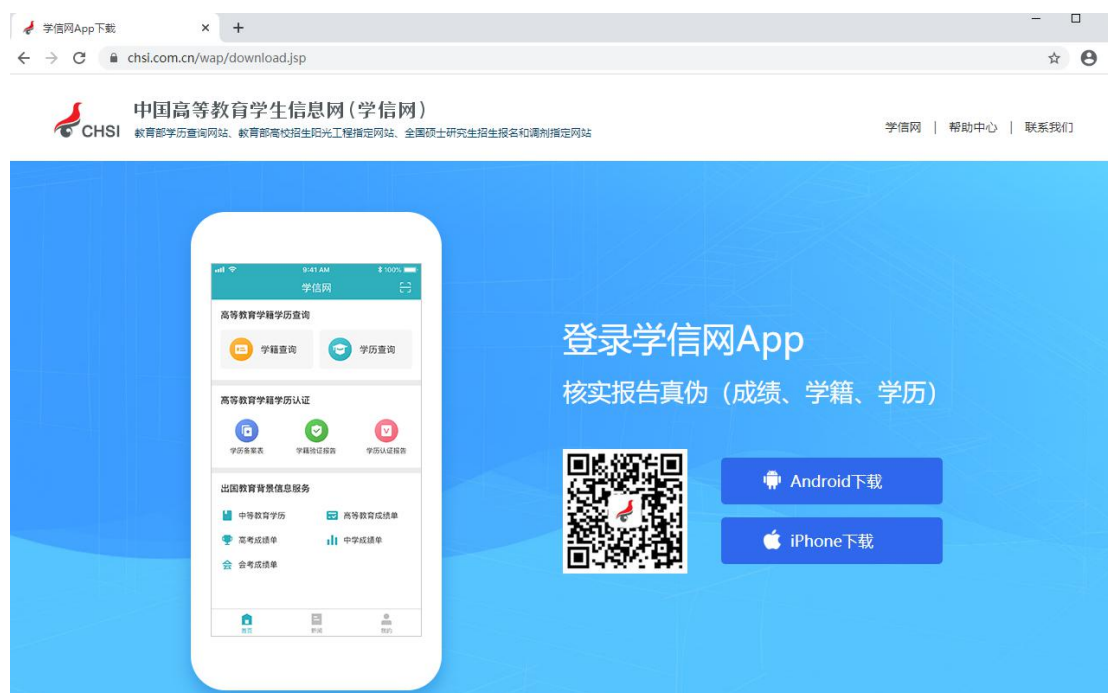 学信网App下载
chsi.com.cn/wap/download.jsp
CHSI
中国高等教育学生信息网(学信网)
教育部学历查询网站、教育部高校招生阳光工程指定网站、全国硕士研究生招生报名和调剂指定网站
学信网 | 帮助中心 | 联系我们
9:41 AM 100%
学信网
高等教育学籍学历查询
学籍查询 学历查询
高等教育学籍学历认证
学历备案表 学籍验证报告 学历认证报告
出国教育背景信息服务
中等教育学历 高等教育成绩单
高考成绩单 中学成绩单
会 会考成绩单
首页 新闻 我的
登录学信网App
核实报告真伪(成绩、学籍、学历)
Android下载
iPhone下载